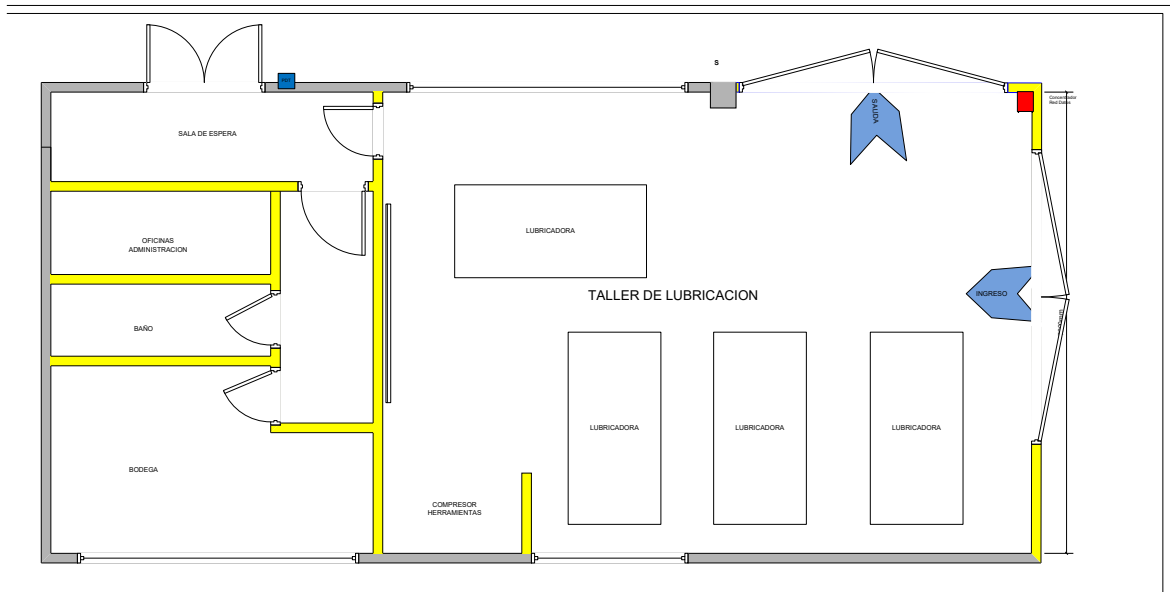 S
PDT
SALIDA
Concentrador
Red Datos
SALA DE ESPERA
LUBRICADORA
OFICINAS
ADMINISTRACION
TALLER DE LUBRICACION
INGRESO
BAÑO
LUBRICADORA
LUBRICADORA
LUBRICADORA
BODEGA
COMPRESOR
HERRAMIENTAS